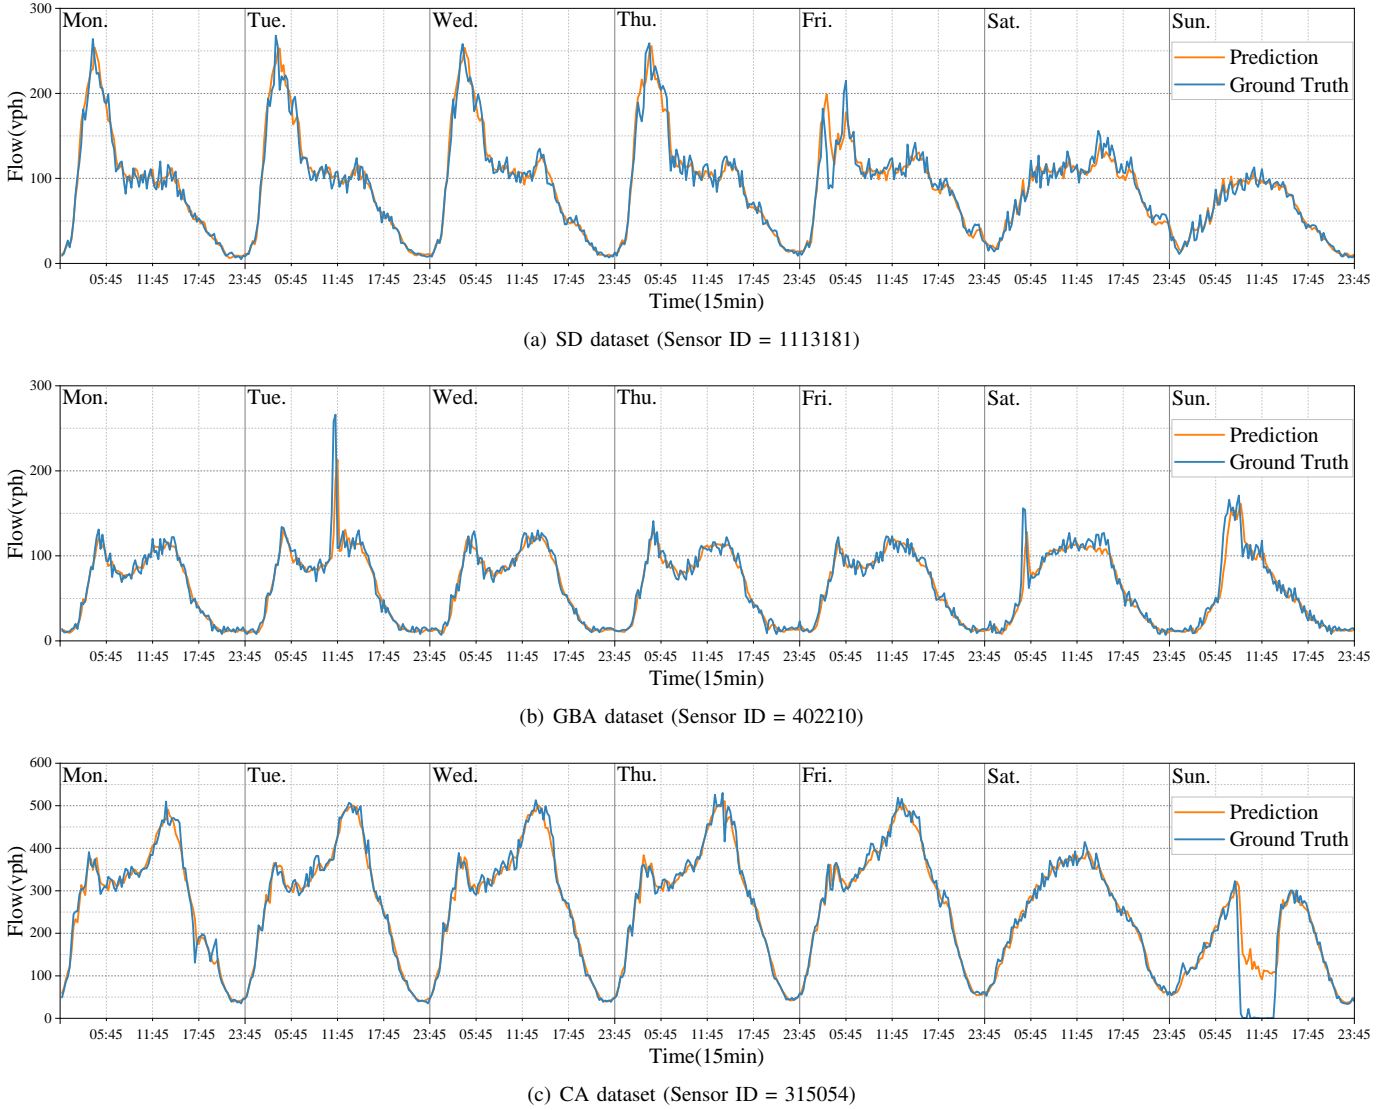 Mon. Tue. Wed. Thu. Fri. Sat. Sun.
300
200
100
0
Flow(vph)
Prediction
Ground Truth
05:45 11:45 17:45 23:45 05:45 11:45 17:45 23:45 05:45 11:45 17:45 23:45 05:45 11:45 17:45 23:45 05:45 11:45 17:45 23:45 05:45 11:45 17:45 23:45 05:45 11:45 17:45 23:45
Time(15min)
(a) SD dataset (Sensor ID = 1113181)
Mon. Tue. Wed. Thu. Fri. Sat. Sun.
300
200
100
0
Flow(vph)
Prediction
Ground Truth
05:45 11:45 17:45 23:45 05:45 11:45 17:45 23:45 05:45 11:45 17:45 23:45 05:45 11:45 17:45 23:45 05:45 11:45 17:45 23:45 05:45 11:45 17:45 23:45 05:45 11:45 17:45 23:45
Time(15min)
(b) GBA dataset (Sensor ID = 402210)
Mon. Tue. Wed. Thu. Fri. Sat. Sun.
600
500
400
300
200
100
0
Flow(vph)
Prediction
Ground Truth
05:45 11:45 17:45 23:45 05:45 11:45 17:45 23:45 05:45 11:45 17:45 23:45 05:45 11:45 17:45 23:45 05:45 11:45 17:45 23:45 05:45 11:45 17:45 23:45 05:45 11:45 17:45 23:45
Time(15min)
(c) CA dataset (Sensor ID = 315054)